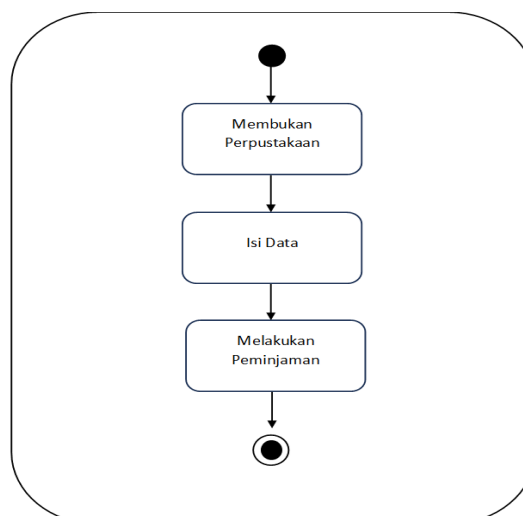 Membukan
Perpustakaan
Isi Data
Melakukan
Peminjaman